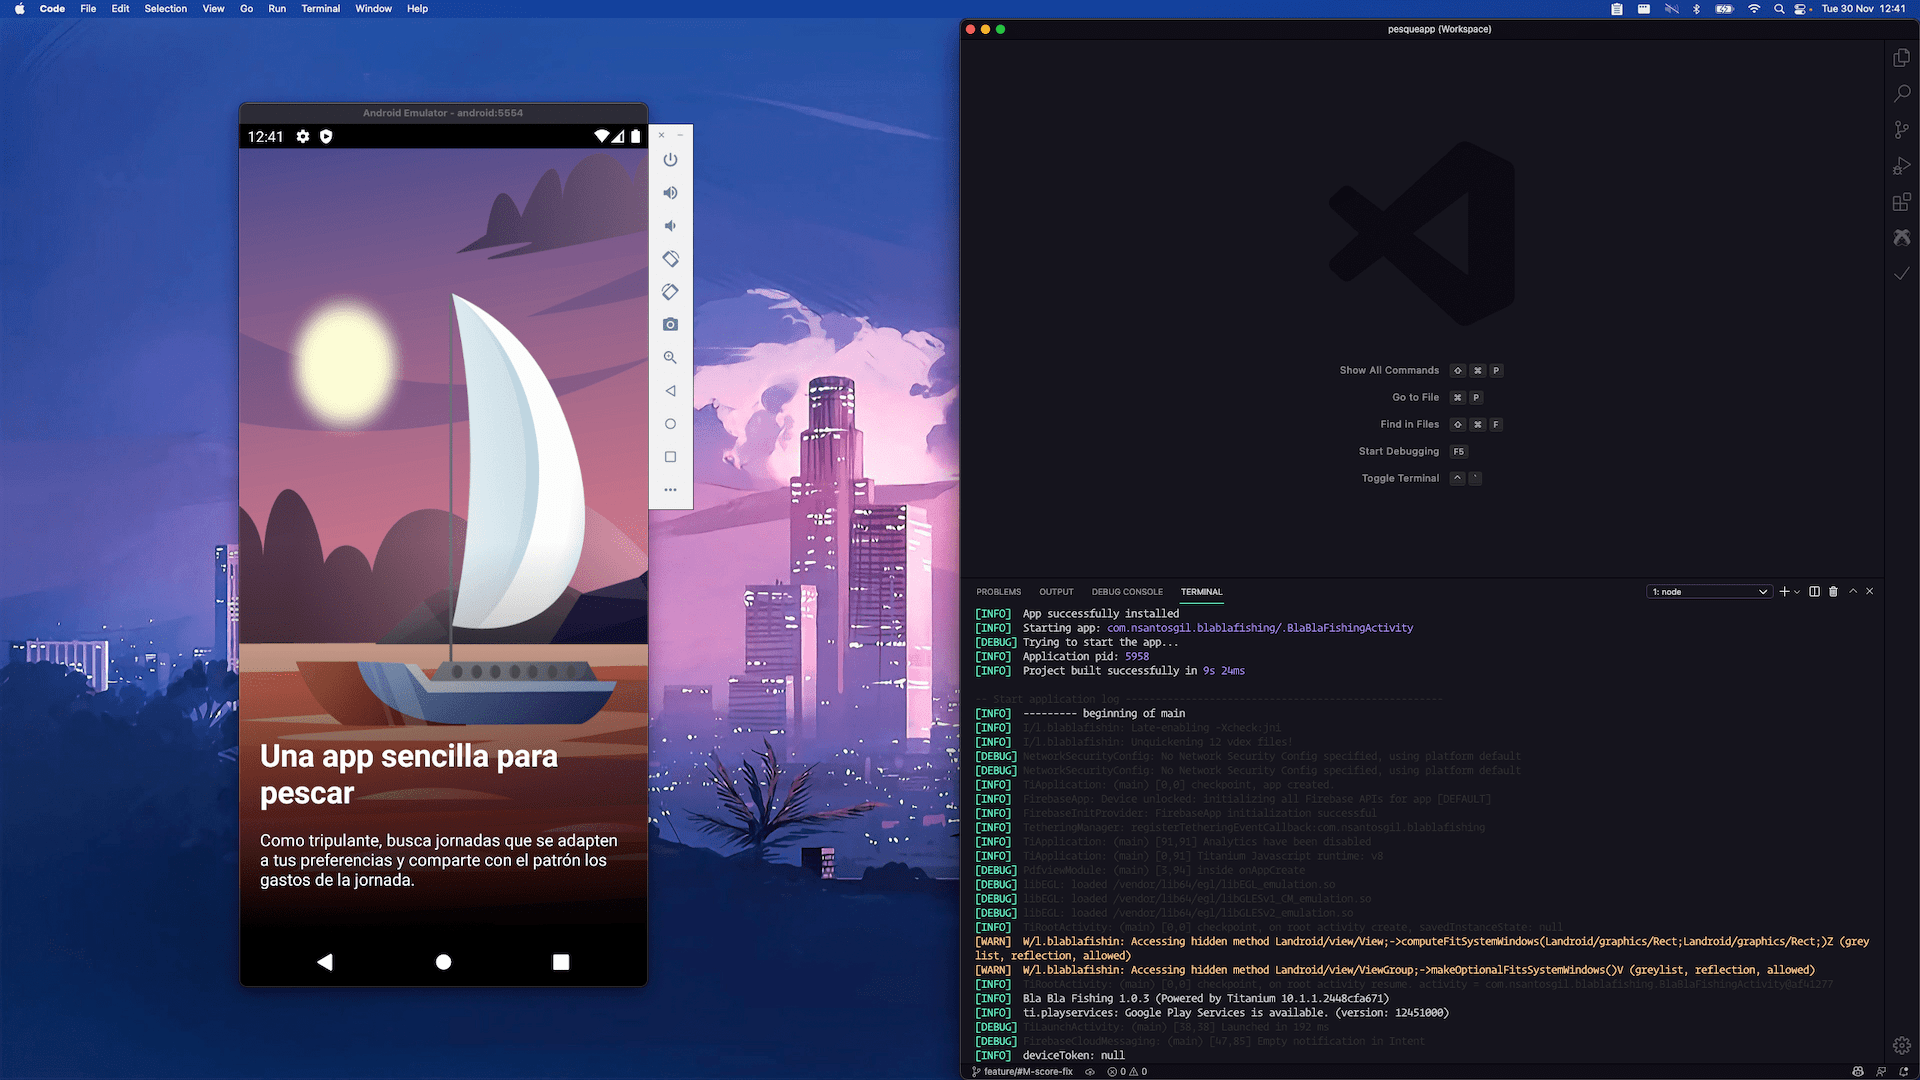 Code File Edit Selection View Go Run Terminal Window Help
Tue 30 Nov 12:41
Android Emulator - android:5554
12:41
Una app sencilla para
pescar
Como tripulante, busca jornadas que se adapten
a tus preferencias y comparte con el patrón los
gastos de la jornada.
pesqueapp (Workspace)
Show All Commands ⇧ ⌘ P
Go to File ⌘ P
Find in Files ⇧ ⌘ F
Start Debugging F5
Toggle Terminal ^ `
PROBLEMS OUTPUT DEBUG CONSOLE TERMINAL
1: node
[INFO] App successfully installed
[INFO] Starting app: com.nsantosgil.blablafishing/.BlaBlaFishingActivity
[DEBUG] Trying to start the app...
[INFO] Application pid: 5958
[INFO] Project built successfully in 9s 24ms
-- Start application log -----------------------------------------------------
[INFO] --------- beginning of main
[INFO] I/l.blablafishin: Late-enabling -Xcheck:jni
[INFO] I/l.blablafishin: Unquickening 12 vdex files!
[DEBUG] NetworkSecurityConfig: No Network Security Config specified, using platform default
[DEBUG] NetworkSecurityConfig: No Network Security Config specified, using platform default
[INFO] TiApplication: (main) [0,0] checkpoint, app created.
[INFO] FirebaseApp: Device unlocked: initializing all Firebase APIs for app [DEFAULT]
[INFO] FirebaseInitProvider: FirebaseApp initialization successful
[INFO] TetheringManager: registerTetheringEventCallback:com.nsantosgil.blablafishing
[INFO] TiApplication: (main) [91,91] Analytics have been disabled
[INFO] TiApplication: (main) [0,91] Titanium Javascript runtime: v8
[DEBUG] PdfviewModule: (main) [3,94] inside onAppCreate
[DEBUG] libEGL: loaded /vendor/lib64/egl/libEGL_emulation.so
[DEBUG] libEGL: loaded /vendor/lib64/egl/libGLESv1_CM_emulation.so
[DEBUG] libEGL: loaded /vendor/lib64/egl/libGLESv2_emulation.so
[INFO] TiRootActivity: (main) [0,0] checkpoint, on root activity create, savedInstanceState: null
[WARN] W/l.blablafishin: Accessing hidden method Landroid/view/View;->computeFitSystemWindows(Landroid/graphics/Rect;Landroid/graphics/Rect;)Z (grey
list, reflection, allowed)
[WARN] W/l.blablafishin: Accessing hidden method Landroid/view/ViewGroup;->makeOptionalFitsSystemWindows()V (greylist, reflection, allowed)
[INFO] TiRootActivity: (main) [0,0] checkpoint, on root activity resume. activity = com.nsantosgil.blablafishing.BlaBlaFishingActivity@af41277
[INFO] Bla Bla Fishing 1.0.3 (Powered by Titanium 10.1.1.2448cfa671)
[INFO] ti.playservices: Google Play Services is available. (version: 12451000)
[DEBUG] TiLaunchActivity: (main) [38,38] Launched in 192 ms
[DEBUG] FirebaseCloudMessaging: (main) [47,85] Empty notification in Intent
[INFO] deviceToken: null
feature/#M-score-fix 0 0